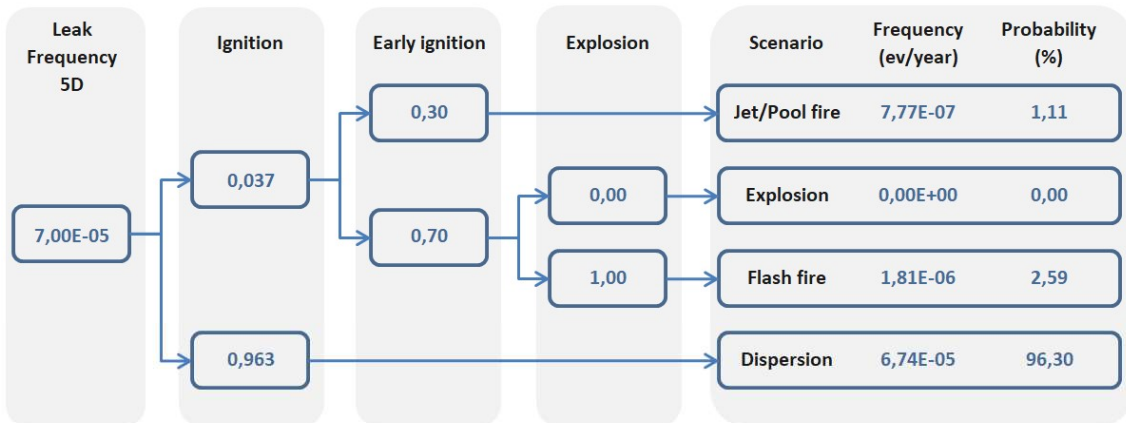 Leak
Frequency
5D
Ignition
Early ignition
Explosion
Scenario
Frequency
(ev/year)
Probability
(%)
0,30
Jet/Pool fire
7,77E-07
1,11
0,037
0,00
Explosion
0,00E+00
0,00
7,00E-05
0,70
1,00
Flash fire
1,81E-06
2,59
0,963
Dispersion
6,74E-05
96,30